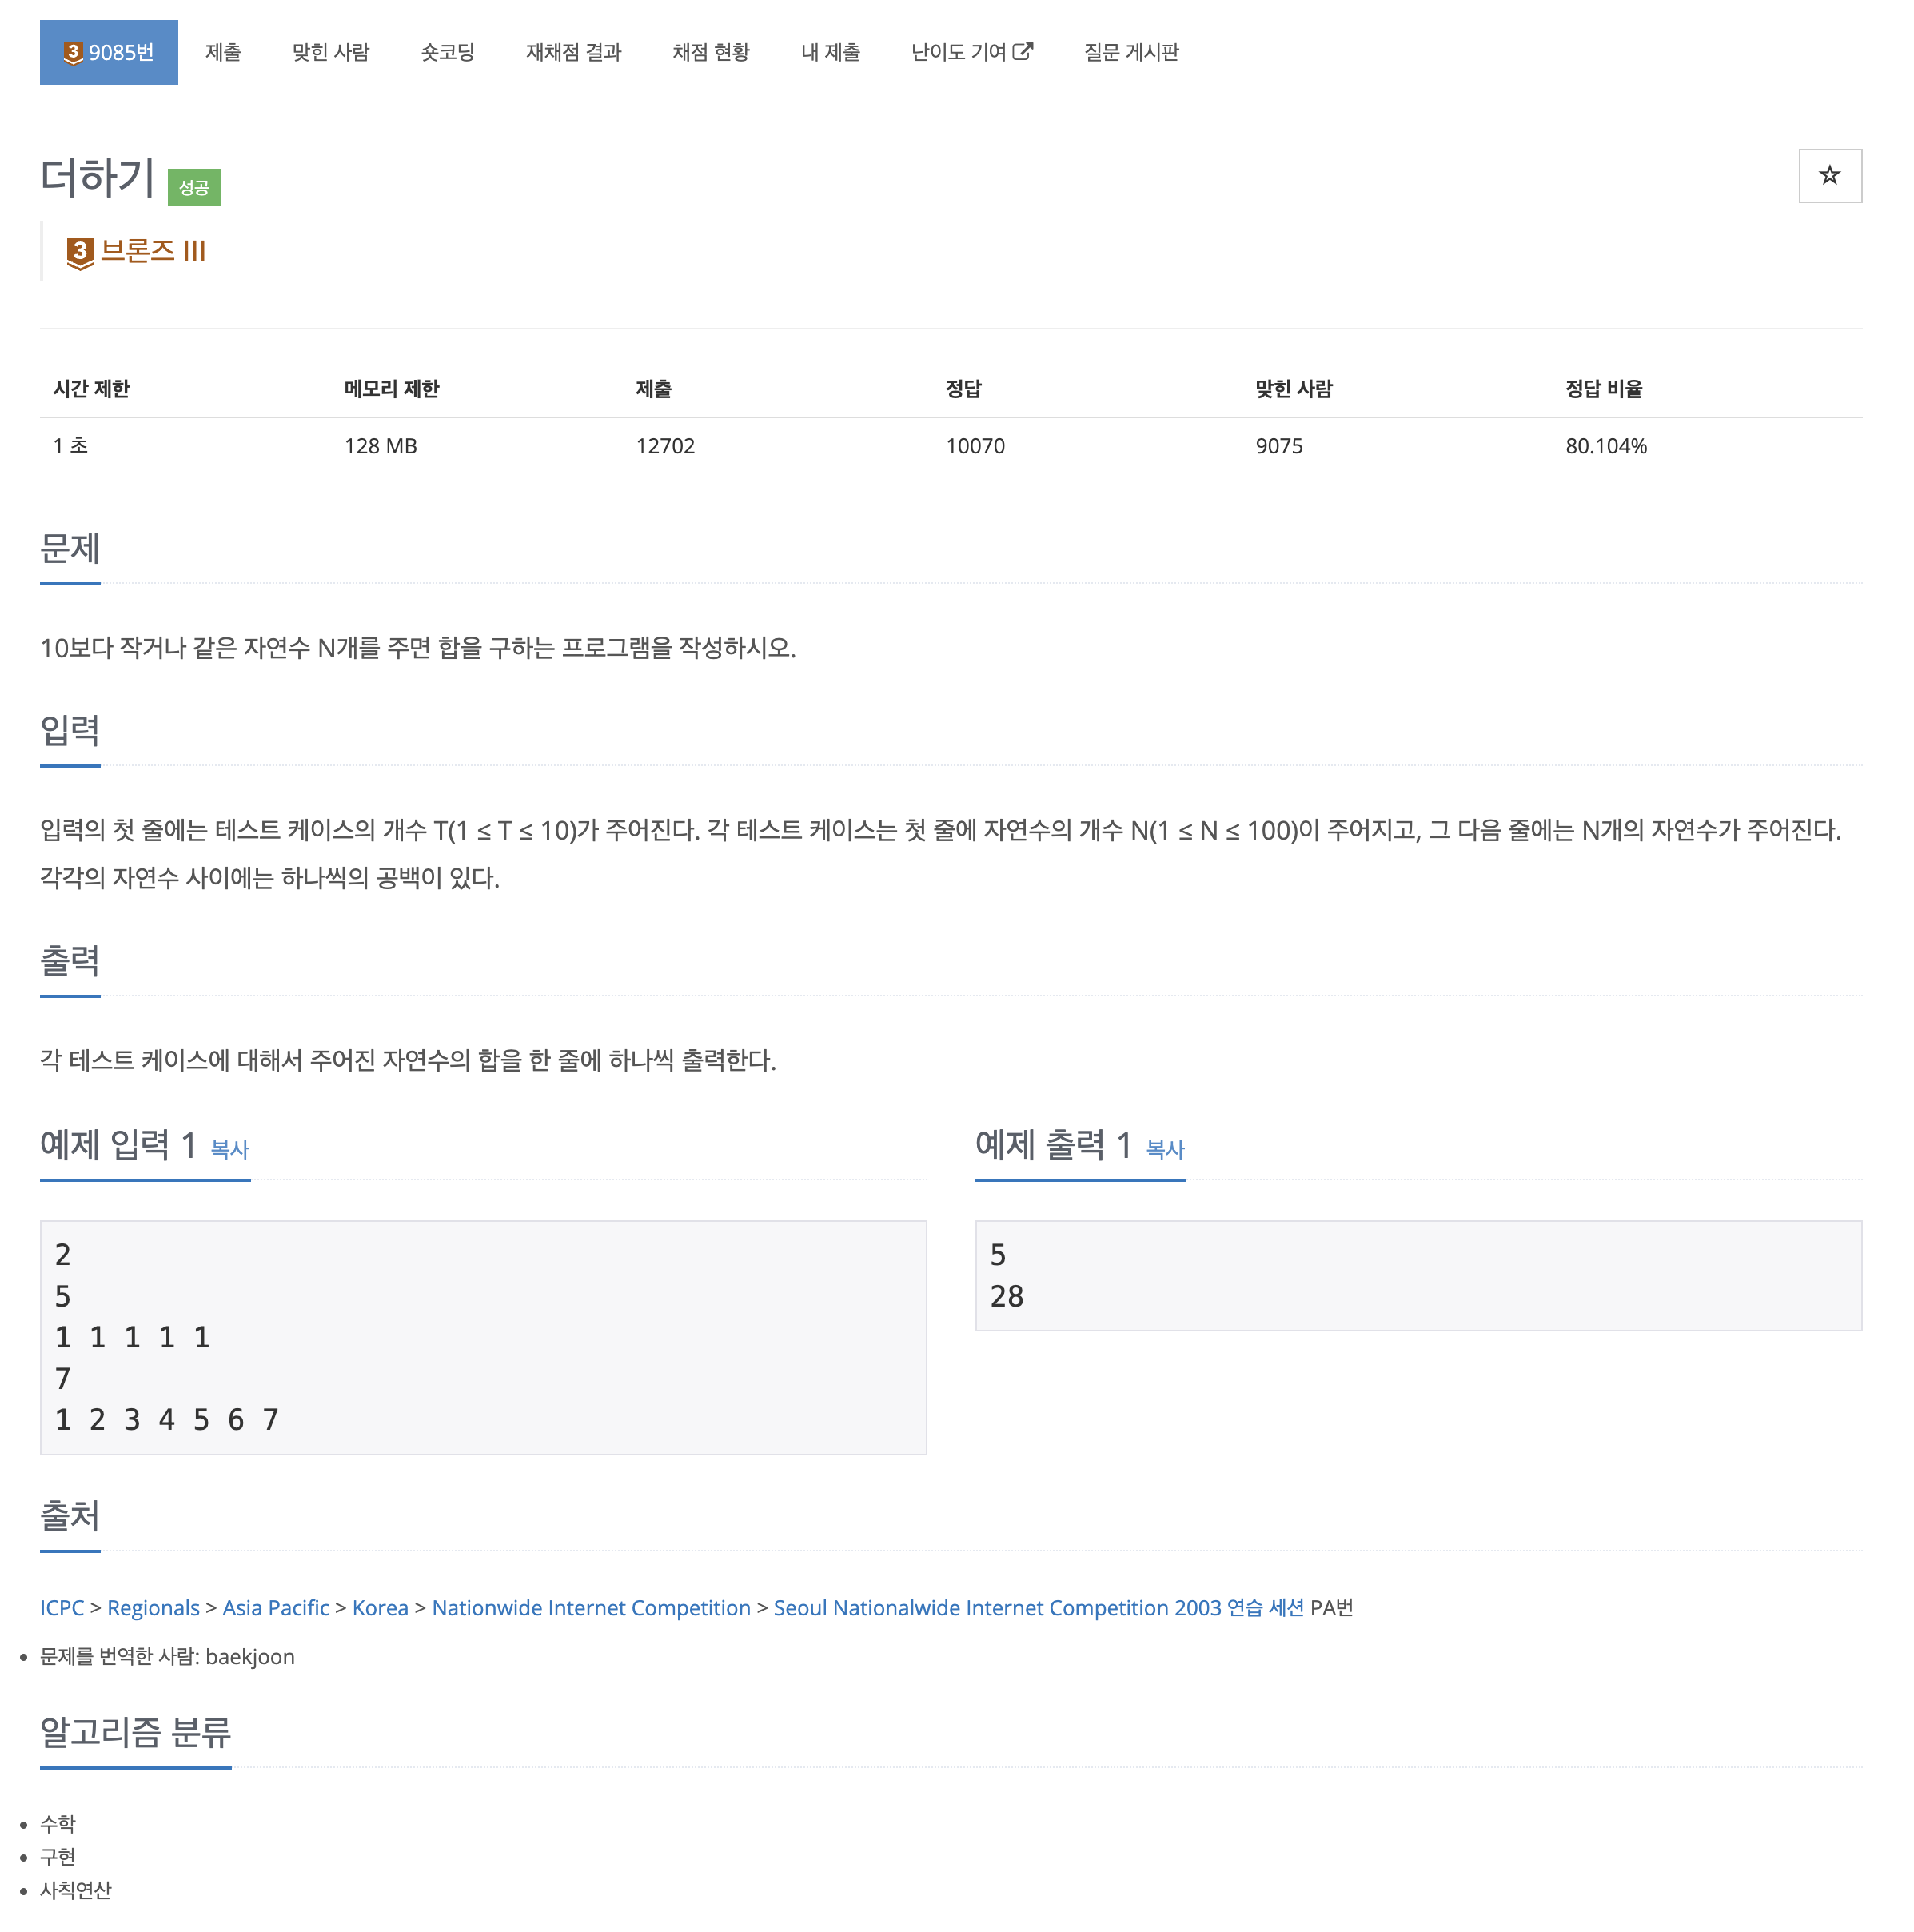 3 9085번 제출 맞힌 사람 숏코딩 재채점 결과 채점 현황 내 제출 난이도 기여 질문 게시판
더하기 성공
3 브론즈 III
시간 제한 메모리 제한 제출 정답 맞힌 사람 정답 비율
1 초 128 MB 12702 10070 9075 80.104%
문제
10보다 작거나 같은 자연수 N개를 주면 합을 구하는 프로그램을 작성하시오.
입력
입력의 첫 줄에는 테스트 케이스의 개수 T(1 ≤ T ≤ 10)가 주어진다. 각 테스트 케이스는 첫 줄에 자연수의 개수 N(1 ≤ N ≤ 100)이 주어지고, 그 다음 줄에는 N개의 자연수가 주어진다.
각각의 자연수 사이에는 하나씩의 공백이 있다.
출력
각 테스트 케이스에 대해서 주어진 자연수의 합을 한 줄에 하나씩 출력한다.
예제 입력 1 복사
2
5
1 1 1 1 1
7
1 2 3 4 5 6 7
예제 출력 1 복사
5
28
출처
ICPC > Regionals > Asia Pacific > Korea > Nationwide Internet Competition > Seoul Nationalwide Internet Competition 2003 연습 세션 PA번
문제를 번역한 사람: baekjoon
알고리즘 분류
수학
구현
사칙연산